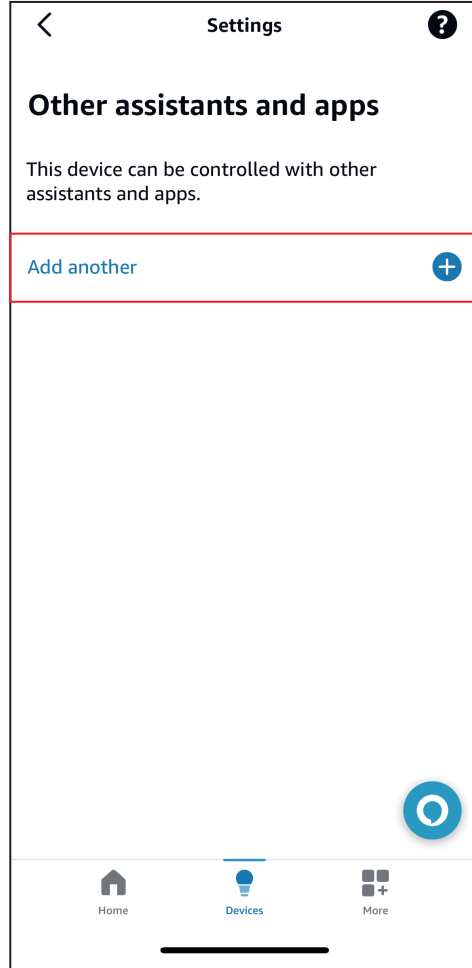 Settings
?
Other assistants and apps
This device can be controlled with other
assistants and apps.
Add another
Home Devices More